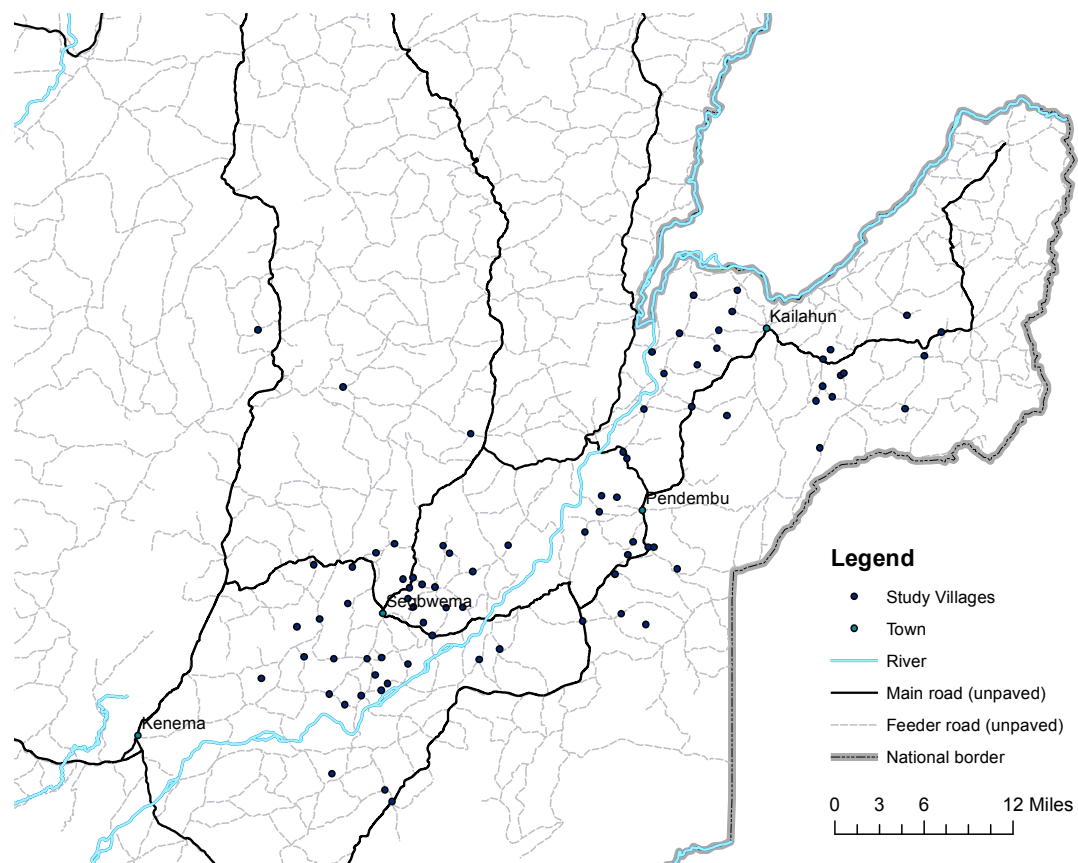 Kailahun
Pendembu
Segbwema
Kenema
Legend
Study Villages
Town
River
Main road (unpaved)
Feeder road (unpaved)
National border
0 3 6 12 Miles